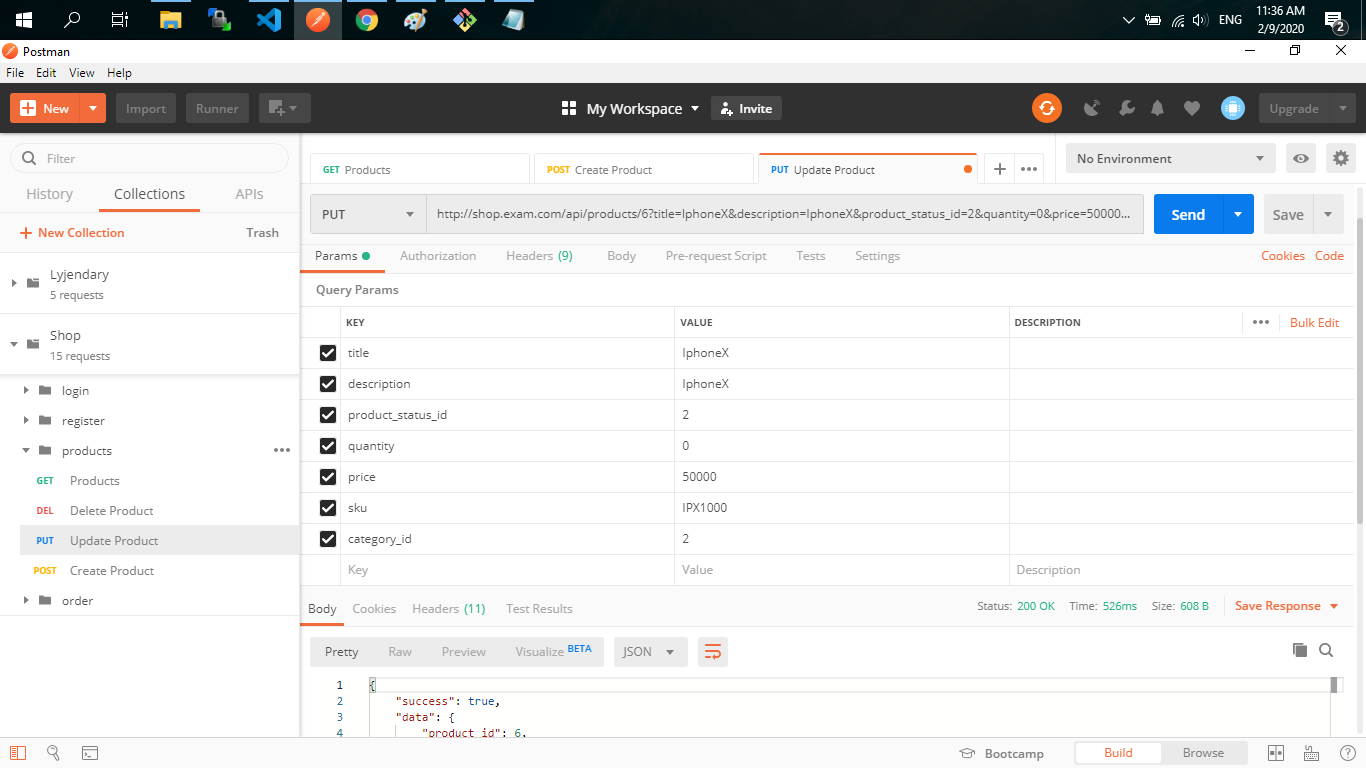 ENG
11:36 AM
2/9/2020
2
Postman
File Edit View Help
New Import Runner My Workspace Invite Upgrade
Filter
History Collections APIs
New Collection Trash
Lyjendary
5 requests
Shop
15 requests
login
register
products
GET Products
DEL Delete Product
PUT Update Product
POST Create Product
order
GET Products POST Create Product PUT Update Product No Environment
PUT http://shop.exam.com/api/products/6?title=IphoneX&description=IphoneX&product_status_id=2&quantity=0&price=50000... Send Save
Params Authorization Headers (9) Body Pre-request Script Tests Settings Cookies Code
Query Params
KEY VALUE DESCRIPTION Bulk Edit
title IphoneX
description IphoneX
product_status_id 2
quantity 0
price 50000
sku IPX1000
category_id 2
Key Value Description
Body Cookies Headers (11) Test Results Status: 200 OK Time: 526ms Size: 608 B Save Response
Pretty Raw Preview Visualize BETA JSON
1 {
2 "success": true,
3 "data": {
4 "product_id": 6,
Bootcamp Build Browse